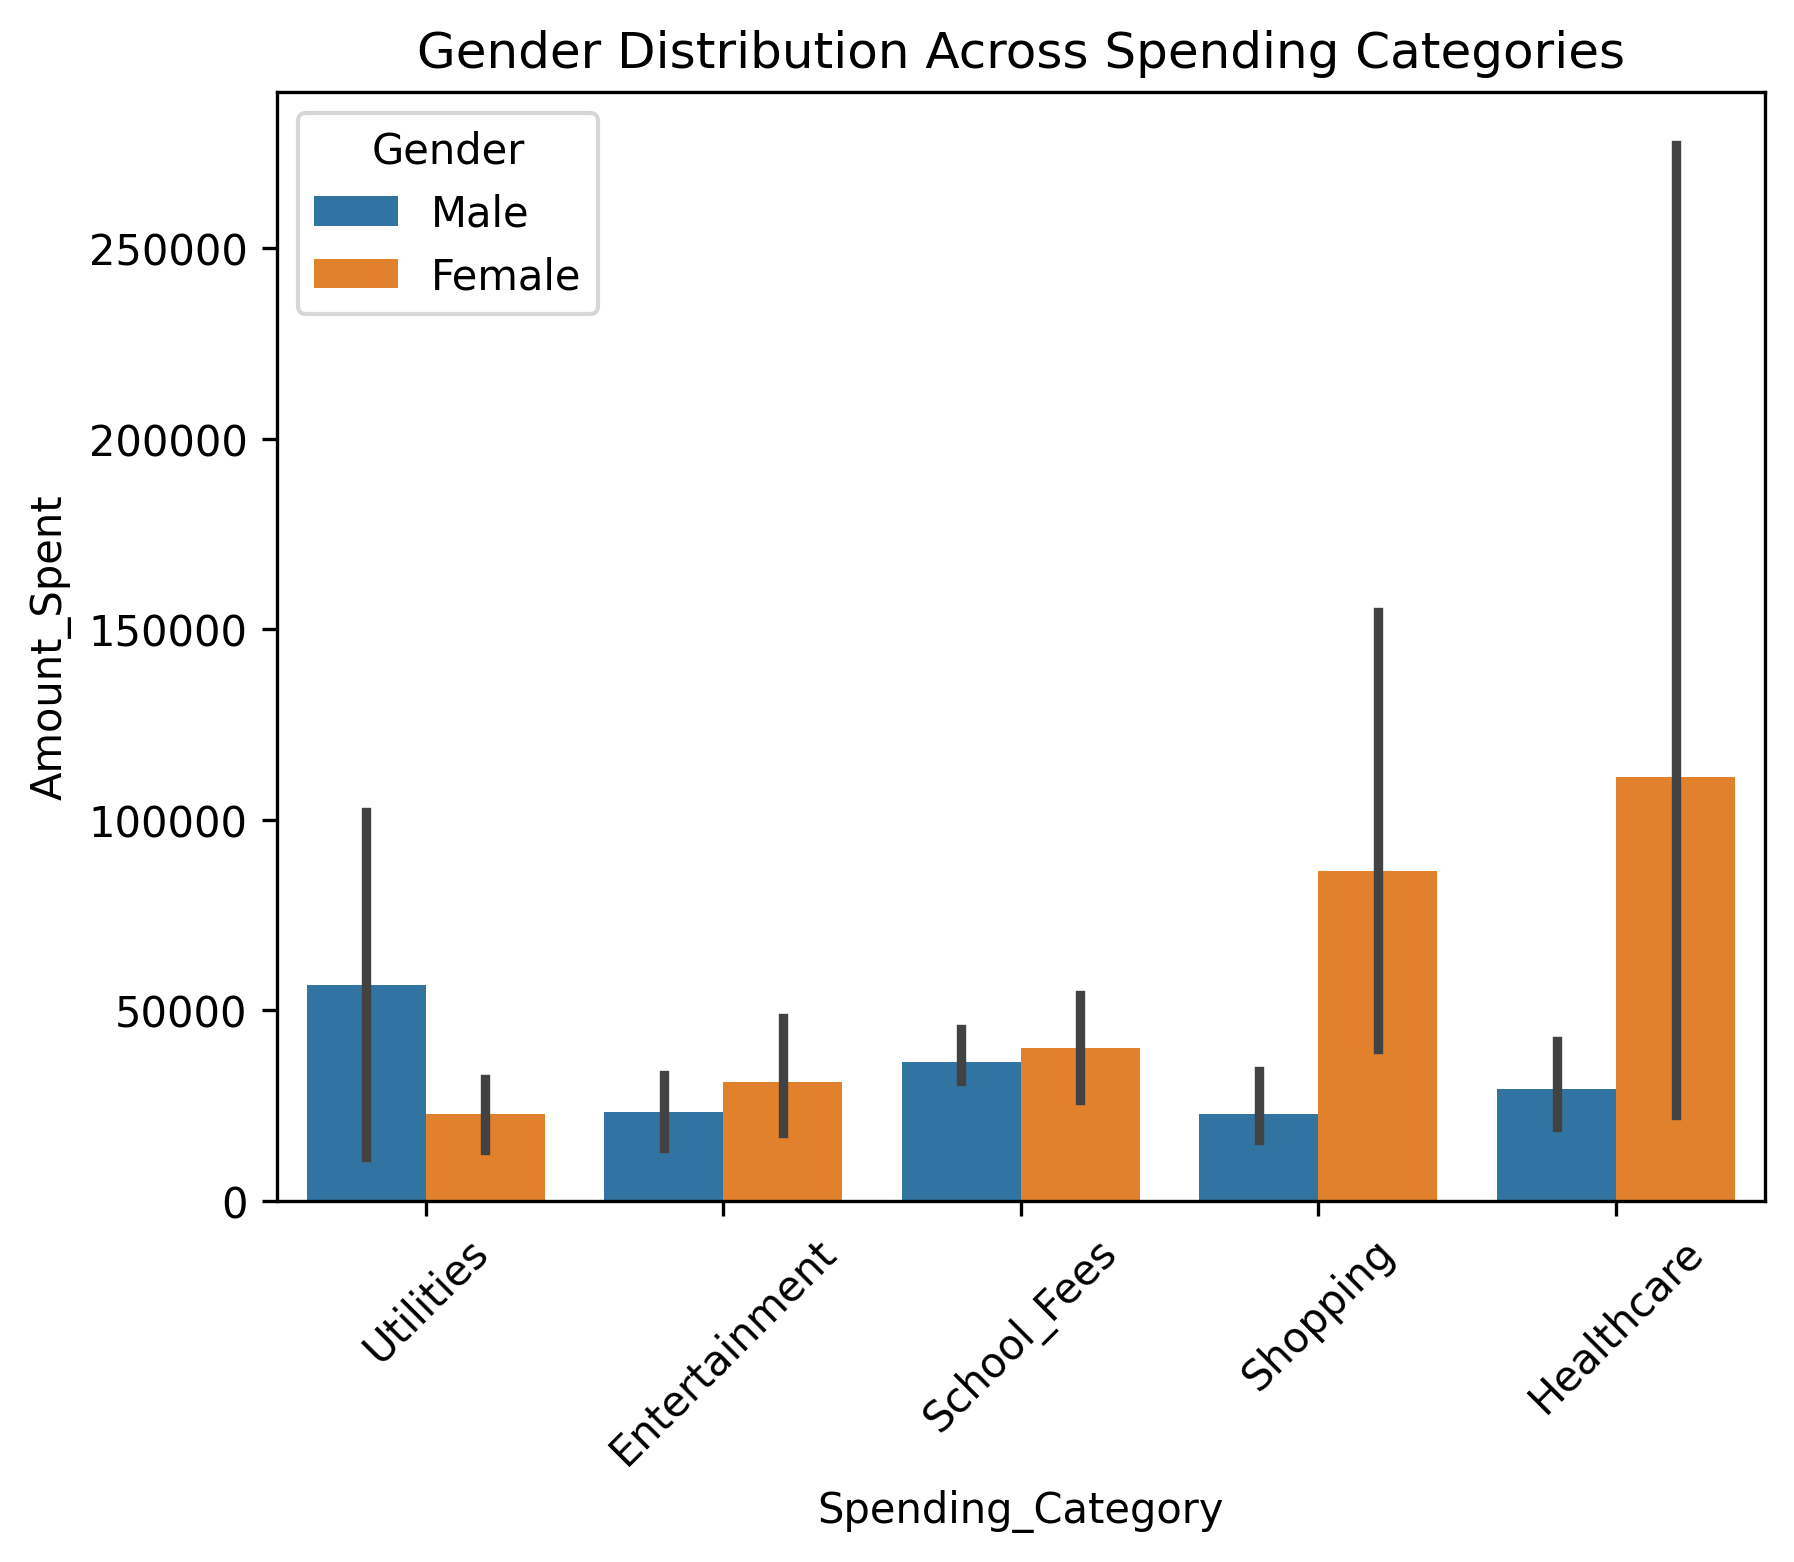 Gender Distribution Across Spending Categories
Gender
Male
Female
250000
200000
150000
100000
50000
0
Amount_Spent
Utilities
Entertainment
School_Fees
Shopping
Healthcare
Spending_Category